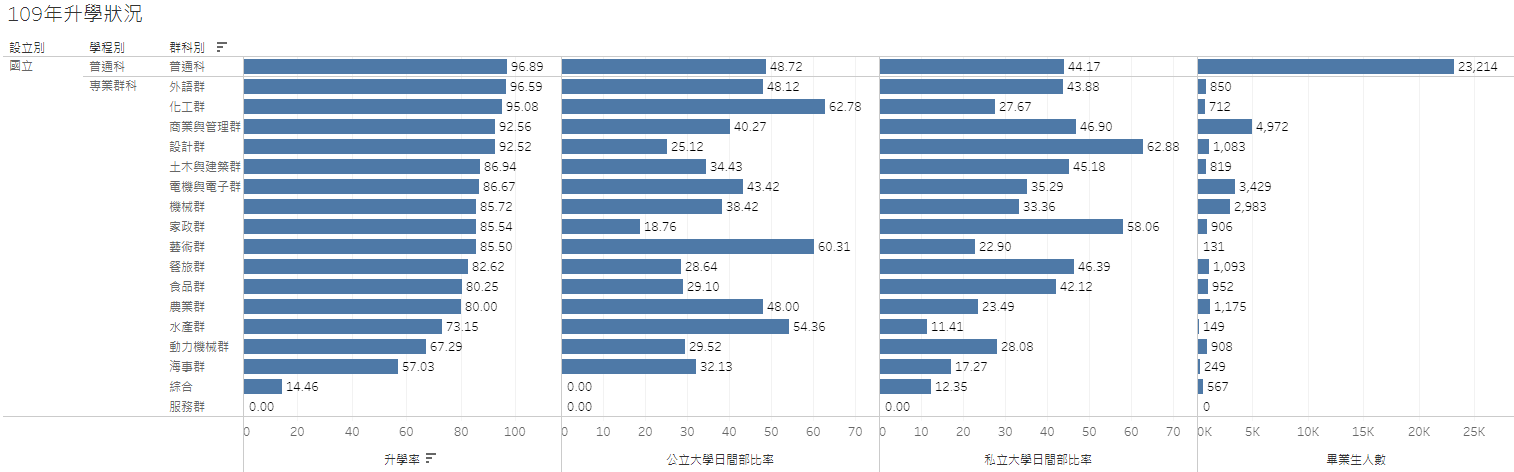 109年升學狀況
設立別 學程別 群科別
國立 普通科 普通科 96.89 48.72 44.17 23,214
專業群科 外語群 96.59 48.12 43.88 850
化工群 95.08 62.78 27.67 712
商業與管理群 92.56 40.27 46.90 4,972
設計群 92.52 25.12 62.88 1,083
土木與建築群 86.94 34.43 45.18 819
電機與電子群 86.67 43.42 35.29 3,429
機械群 85.72 38.42 33.36 2,983
家政群 85.54 18.76 58.06 906
藝術群 85.50 60.31 22.90 131
餐旅群 82.62 28.64 46.39 1,093
食品群 80.25 29.10 42.12 952
農業群 80.00 48.00 23.49 1,175
水產群 73.15 54.36 11.41 149
動力機械群 67.29 29.52 28.08 908
海事群 57.03 32.13 17.27 249
綜合 14.46 0.00 12.35 567
服務群 0.00 0.00 0.00 0
0 20 40 60 80 100 0 10 20 30 40 50 60 70 0 10 20 30 40 50 60 70 0K 5K 10K 15K 20K 25K
升學率 公立大學日間部比率 私立大學日間部比率 畢業生人數